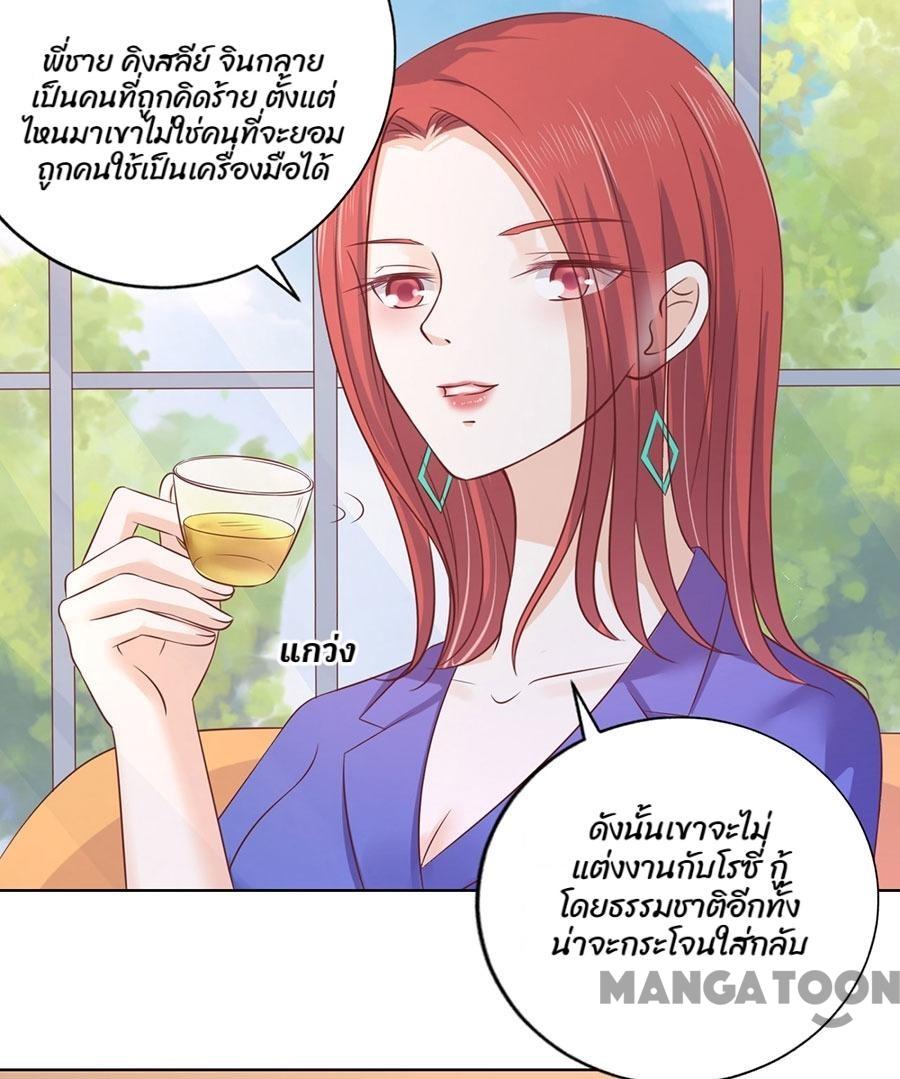 พี่ชาย คิงสลีย์ จินกลาย
เป็นคนที่ถูกคิดร้าย ตั้งแต่
ไหนมาเขาไม่ใช่คนที่จะยอม
ถูกคนใช้เป็นเครื่องมือได้
แกว่ง
ดังนั้นเขาจะไม่
แต่งงานกับโรซี่ กู้
โดยธรรมชาติอีกทั้ง
น่าจะกระโจนใส่กลับ
MANGATOON